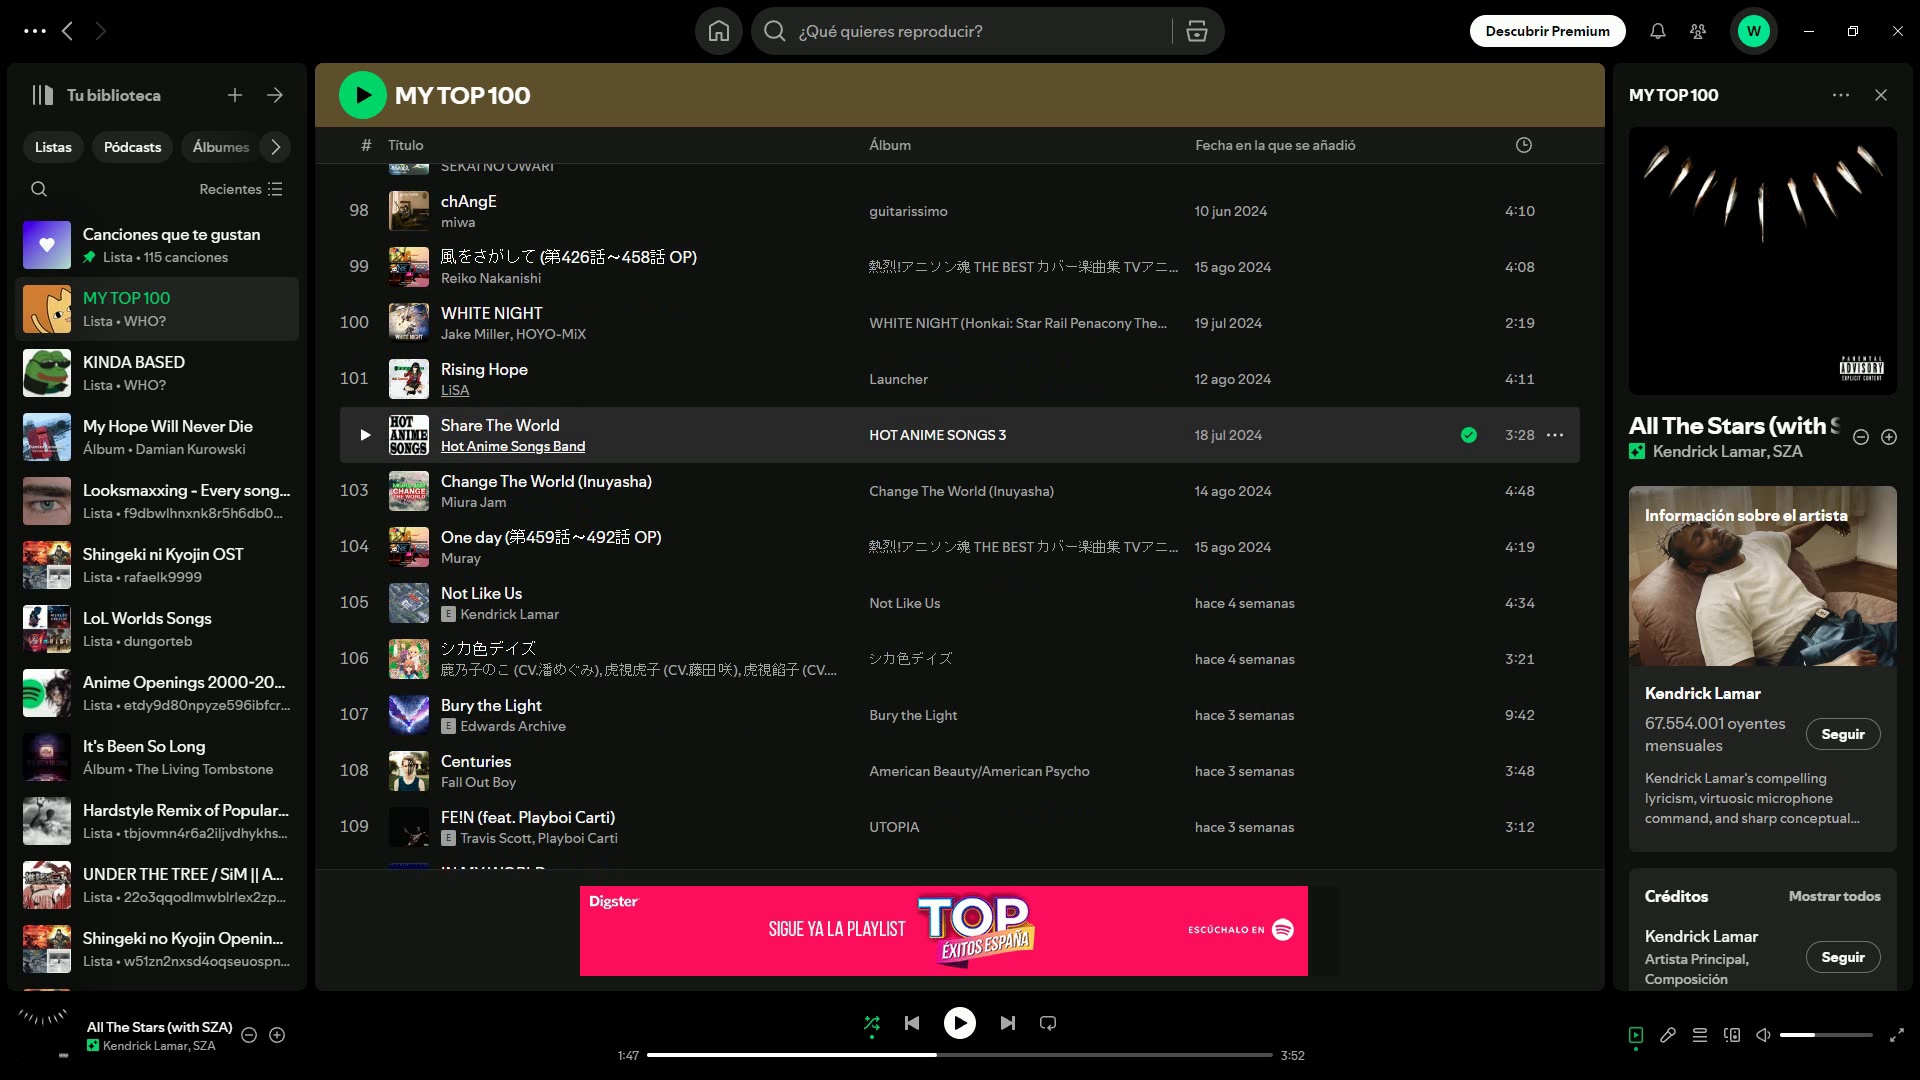 ¿Qué quieres reproducir?
Descubrir Premium
W
Tu biblioteca
Listas
Pódcasts
Álbumes
Recientes
Canciones que te gustan
Lista • 115 canciones
MY TOP 100
Lista • WHO?
KINDA BASED
Lista • WHO?
My Hope Will Never Die
Álbum • Damian Kurowski
Looksmaxxing - Every song...
Lista • f9dbwlhnxnk8r5h6db0...
Shingeki ni Kyojin OST
Lista • rafaelk9999
LoL Worlds Songs
Lista • dungorteb
Anime Openings 2000-20...
Lista • etdy9d80npyze596ibfcr...
It's Been So Long
Álbum • The Living Tombstone
Hardstyle Remix of Popular...
Lista • tbjovmn4r6a2iljvdhykhs...
UNDER THE TREE / SiM || A...
Lista • 22o3qqodlmwblrlex2zp...
Shingeki no Kyojin Openin...
Lista • w51zn2nxsd4oqseuospn...
MY TOP 100
# Título Álbum Fecha en la que se añadió
SEKAI NO OWARI
98 chAngE guitarissimo 10 jun 2024 4:10
miwa
99 風をさがして (第426話～458話 OP) 熱烈!アニソン魂 THE BEST カバー楽曲集 TVアニ... 15 ago 2024 4:08
Reiko Nakanishi
100 WHITE NIGHT WHITE NIGHT (Honkai: Star Rail Penacony The... 19 jul 2024 2:19
Jake Miller, HOYO-MiX
101 Rising Hope Launcher 12 ago 2024 4:11
LiSA
Share The World HOT ANIME SONGS 3 18 jul 2024 3:28
Hot Anime Songs Band
103 Change The World (Inuyasha) Change The World (Inuyasha) 14 ago 2024 4:48
Miura Jam
104 One day (第459話～492話 OP) 熱烈!アニソン魂 THE BEST カバー楽曲集 TVアニ... 15 ago 2024 4:19
Muray
105 Not Like Us Not Like Us hace 4 semanas 4:34
E Kendrick Lamar
106 シカ色デイズ シカ色デイズ hace 4 semanas 3:21
鹿乃子のこ (CV.潘めぐみ), 虎視虎子 (CV.藤田 咲), 虎視餡子 (CV....
107 Bury the Light Bury the Light hace 3 semanas 9:42
E Edwards Archive
108 Centuries American Beauty/American Psycho hace 3 semanas 3:48
Fall Out Boy
109 FE!N (feat. Playboi Carti) UTOPIA hace 3 semanas 3:12
E Travis Scott, Playboi Carti
IN MY WORLD
HOT ANIME SONGS
Digster
SIGUE YA LA PLAYLIST
TOP
ÉXITOS ESPAÑA
ESCÚCHALO EN
MY TOP 100
PARENTAL
ADVISORY
EXPLICIT CONTENT
All The Stars (with S
Kendrick Lamar, SZA
Información sobre el artista
Kendrick Lamar
67.554.001 oyentes
mensuales
Seguir
Kendrick Lamar's compelling
lyricism, virtuosic microphone
command, and sharp conceptual...
Créditos
Mostrar todos
Kendrick Lamar
Artista Principal,
Composición
Seguir
All The Stars (with SZA)
Kendrick Lamar, SZA
1:47
3:52